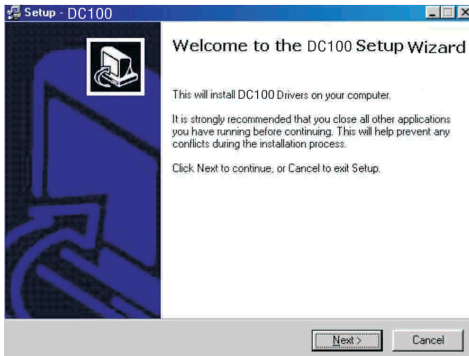 Setup - DC100
Welcome to the DC100 Setup Wizard
This will install DC100 Drivers on your computer.
It is strongly recommended that you close all other applications
you have running before continuing. This will help prevent any
conflicts during the installation process.
Click Next to continue, or Cancel to exit Setup.
Next > Cancel